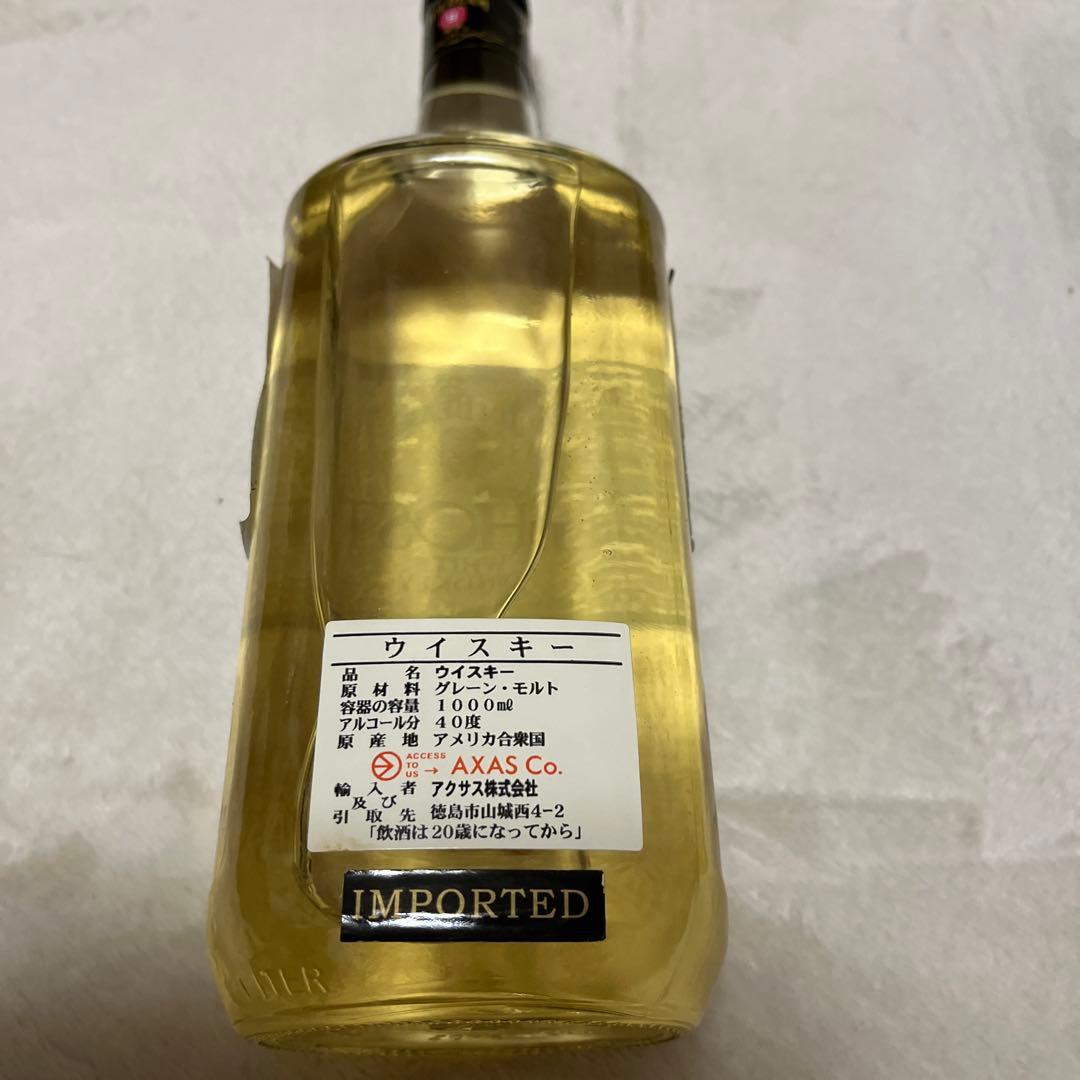 ウイスキー
品名 ウイスキー
原材料 グレーン・モルト
容器の容量 1000㎖
アルコール分 40度
原産地 アメリカ合衆国
ACCESS TO US → AXAS Co.
輸入者 アクサス株式会社
及び
引取先 徳島市山城西4-2
「飲酒は20歳になってから」
IMPORTED
LITER